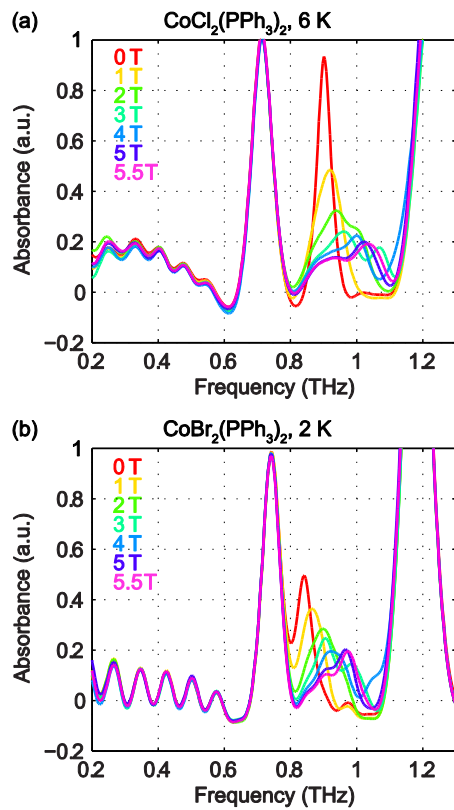 (a)
CoCl2(PPh3)2, 6 K
0 T
1 T
2 T
3 T
4 T
5 T
5.5T
Absorbance (a.u.)
1
0.8
0.6
0.4
0.2
0
−0.2
0.2 0.4 0.6 0.8 1 1.2
Frequency (THz)
(b)
CoBr2(PPh3)2, 2 K
0 T
1 T
2 T
3 T
4 T
5 T
5.5T
Absorbance (a.u.)
1
0.8
0.6
0.4
0.2
0
−0.2
0.2 0.4 0.6 0.8 1 1.2
Frequency (THz)